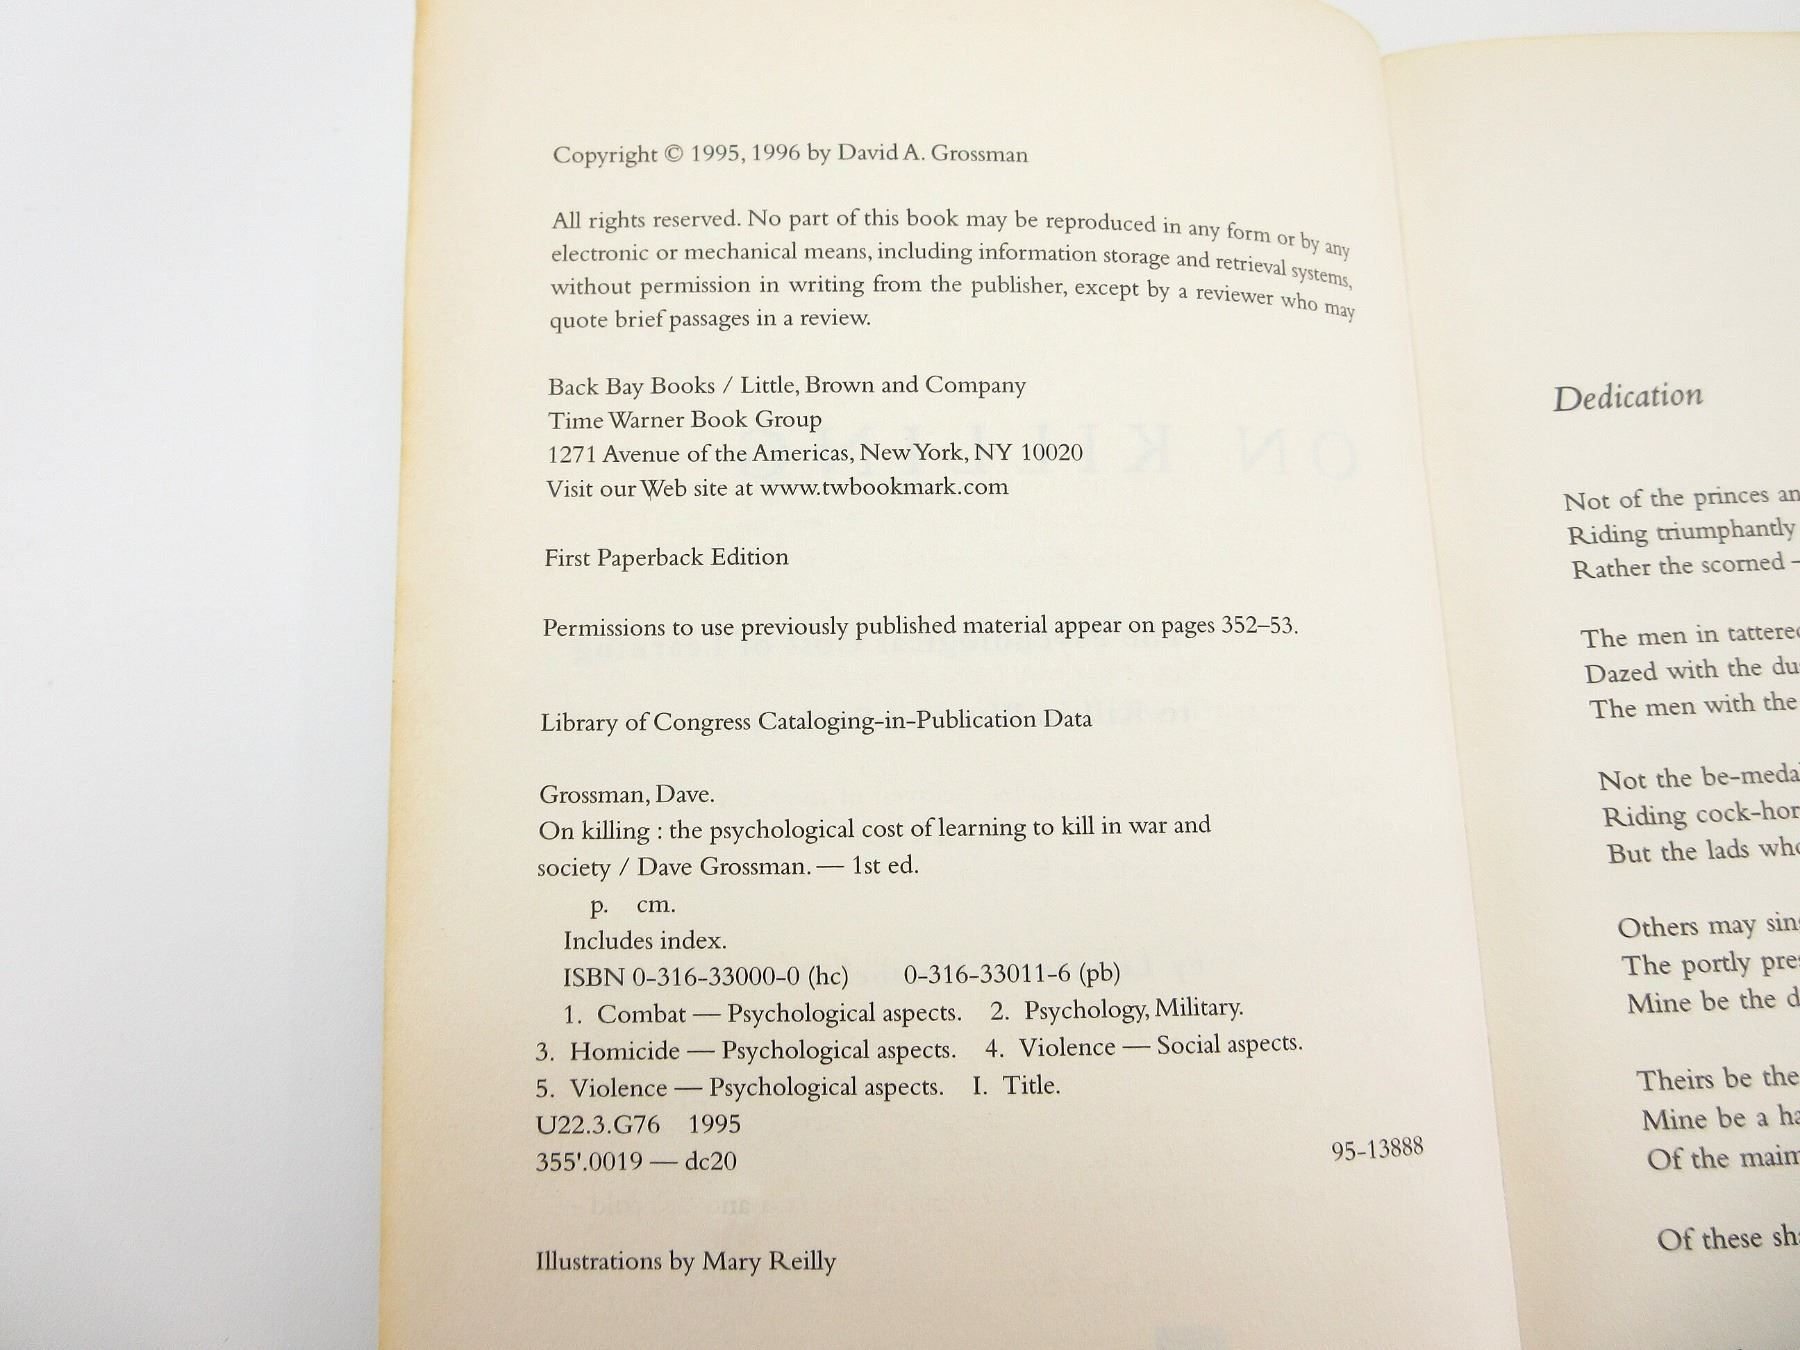 Copyright © 1995, 1996 by David A. Grossman
All rights reserved. No part of this book may be reproduced in any form or by any
electronic or mechanical means, including information storage and retrieval systems,
without permission in writing from the publisher, except by a reviewer who may
quote brief passages in a review.
Back Bay Books / Little, Brown and Company
Time Warner Book Group
1271 Avenue of the Americas, New York, NY 10020
Visit our Web site at www.twbookmark.com
First Paperback Edition
Permissions to use previously published material appear on pages 352–53.
Library of Congress Cataloging-in-Publication Data
Grossman, Dave.
On killing : the psychological cost of learning to kill in war and
society / Dave Grossman. — 1st ed.
p. cm.
Includes index.
ISBN 0-316-33000-0 (hc) 0-316-33011-6 (pb)
1. Combat — Psychological aspects. 2. Psychology, Military.
3. Homicide — Psychological aspects. 4. Violence — Social aspects.
5. Violence — Psychological aspects. I. Title.
U22.3.G76 1995
355'.0019 — dc20
95-13888
Illustrations by Mary Reilly
Dedication
Not of the princes
Riding triumphantly
Rather the scorned –
The men in
Dazed with the
The men with the
Not the
Riding
But the lads
Others may
The portly
Mine be the
Theirs be the
Mine be a
Of the
Of these